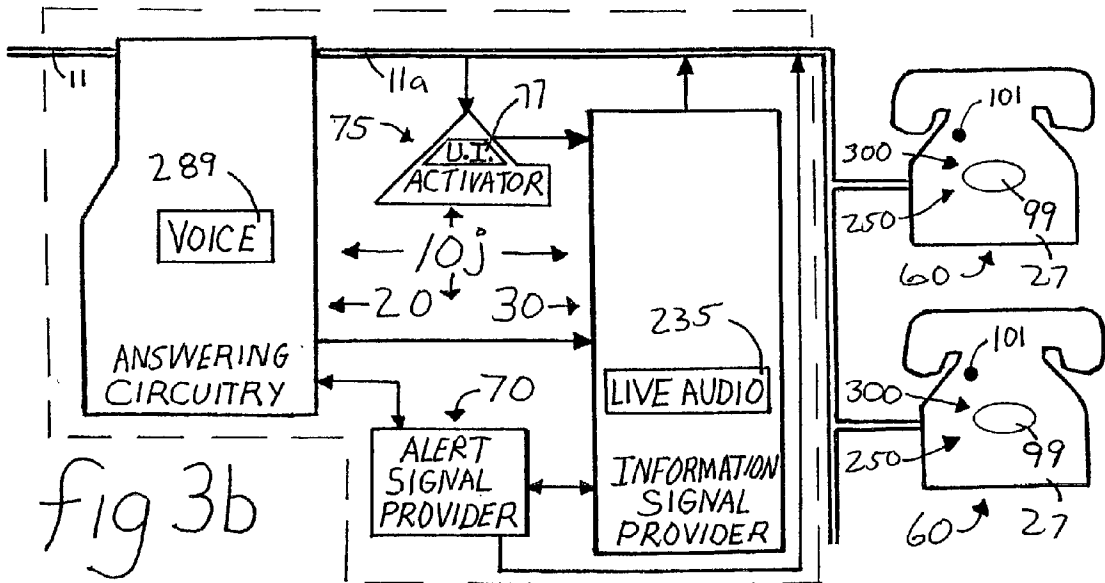 11
11a
77
75
U.I.
ACTIVATOR
289
VOICE
10j
20
30
ANSWERING
CIRCUITRY
70
ALERT
SIGNAL
PROVIDER
235
LIVE AUDIO
INFORMATION
SIGNAL
PROVIDER
101
300
250
99
60
27
101
300
250
99
60
27
fig 3b